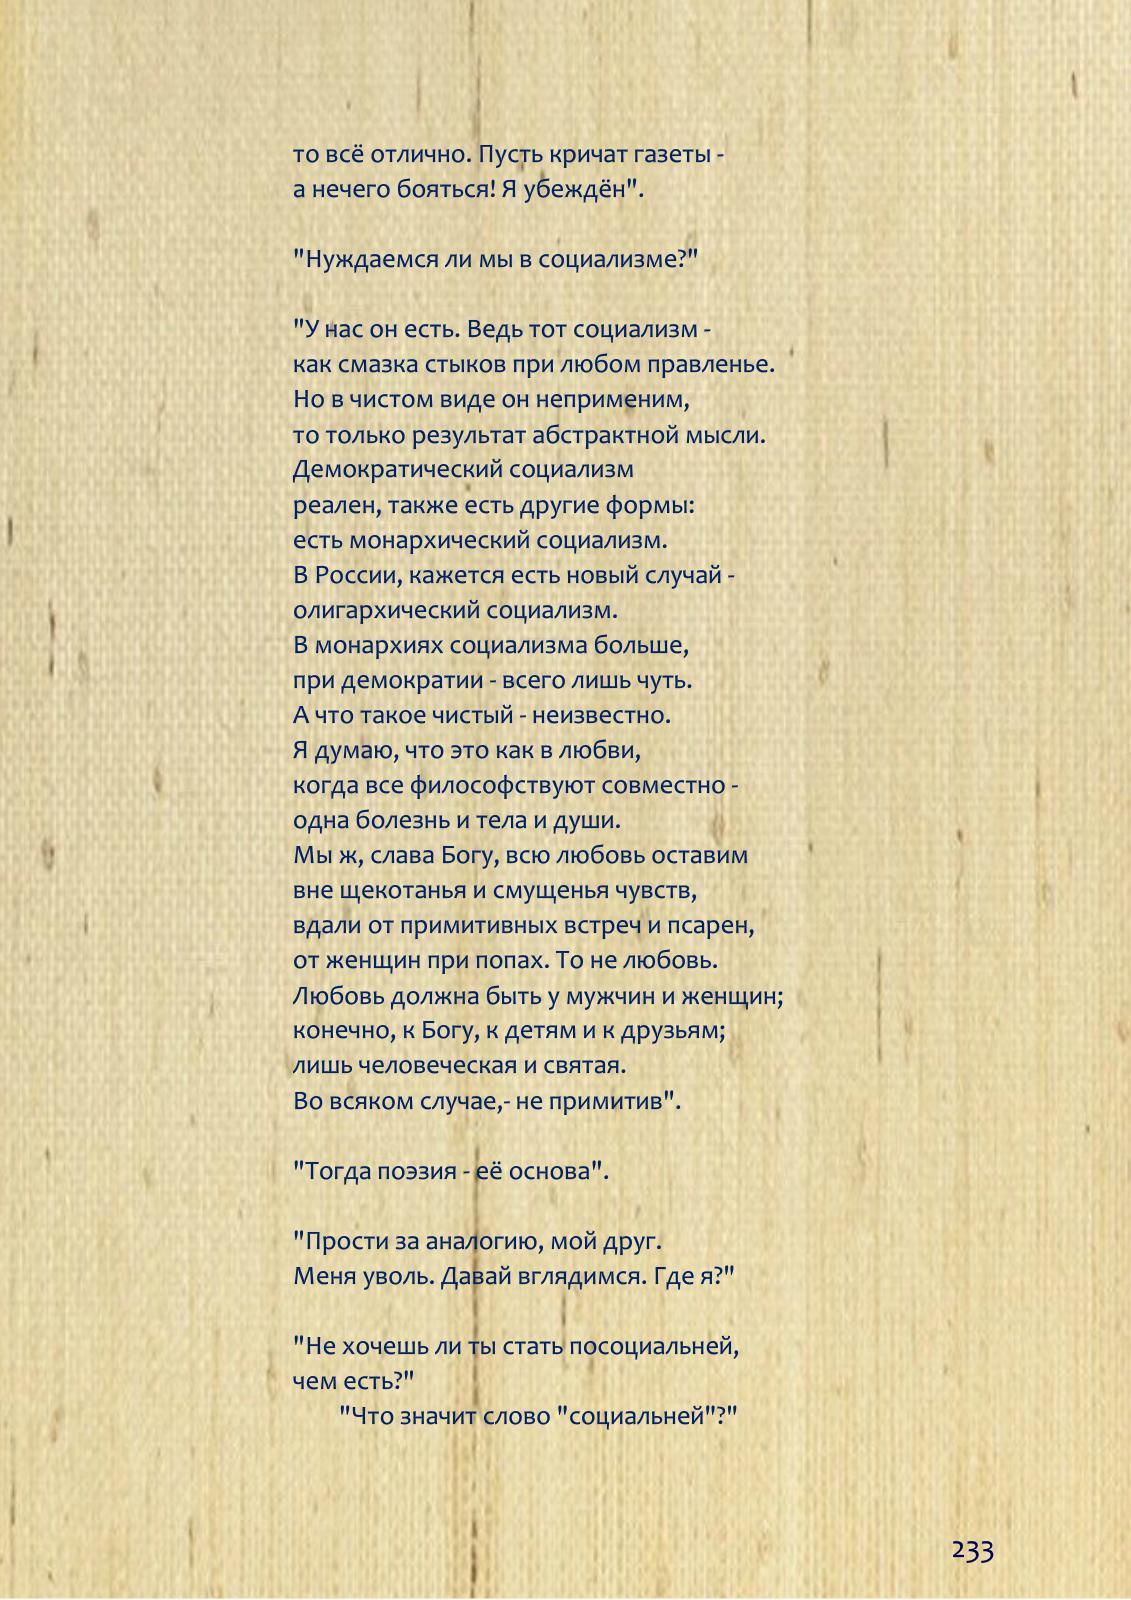 то всё отлично. Пусть кричат газеты -
а нечего бояться! Я убеждён".
"Нуждаемся ли мы в социализме?"
"У нас он есть. Ведь тот социализм -
как смазка стыков при любом правленье.
Но в чистом виде он неприменим,
то только результат абстрактной мысли.
Демократический социализм
реален, также есть другие формы:
есть монархический социализм.
В России, кажется есть новый случай -
олигархический социализм.
В монархиях социализма больше,
при демократии - всего лишь чуть.
А что такое чистый - неизвестно.
Я думаю, что это как в любви,
когда все философствуют совместно -
одна болезнь и тела и души.
Мы ж, слава Богу, всю любовь оставим
вне щекотанья и смущенья чувств,
вдали от примитивных встреч и псарен,
от женщин при попах. То не любовь.
Любовь должна быть у мужчин и женщин;
конечно, к Богу, к детям и к друзьям;
лишь человеческая и святая.
Во всяком случае,- не примитив".
"Тогда поэзия - её основа".
"Прости за аналогию, мой друг.
Меня уволь. Давай вглядимся. Где я?"
"Не хочешь ли ты стать посоциальней,
чем есть?"
"Что значит слово "социальней"?"
233